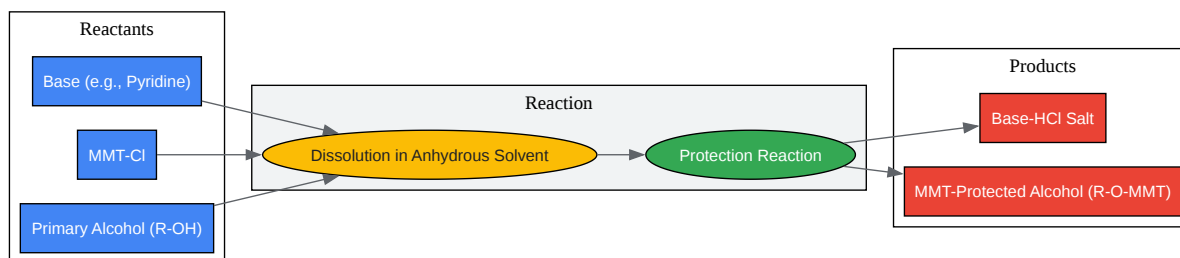 Reactants
Base (e.g., Pyridine)
MMT-Cl
Primary Alcohol (R-OH)
Reaction
Dissolution in Anhydrous Solvent
Protection Reaction
Products
Base-HCl Salt
MMT-Protected Alcohol (R-O-MMT)